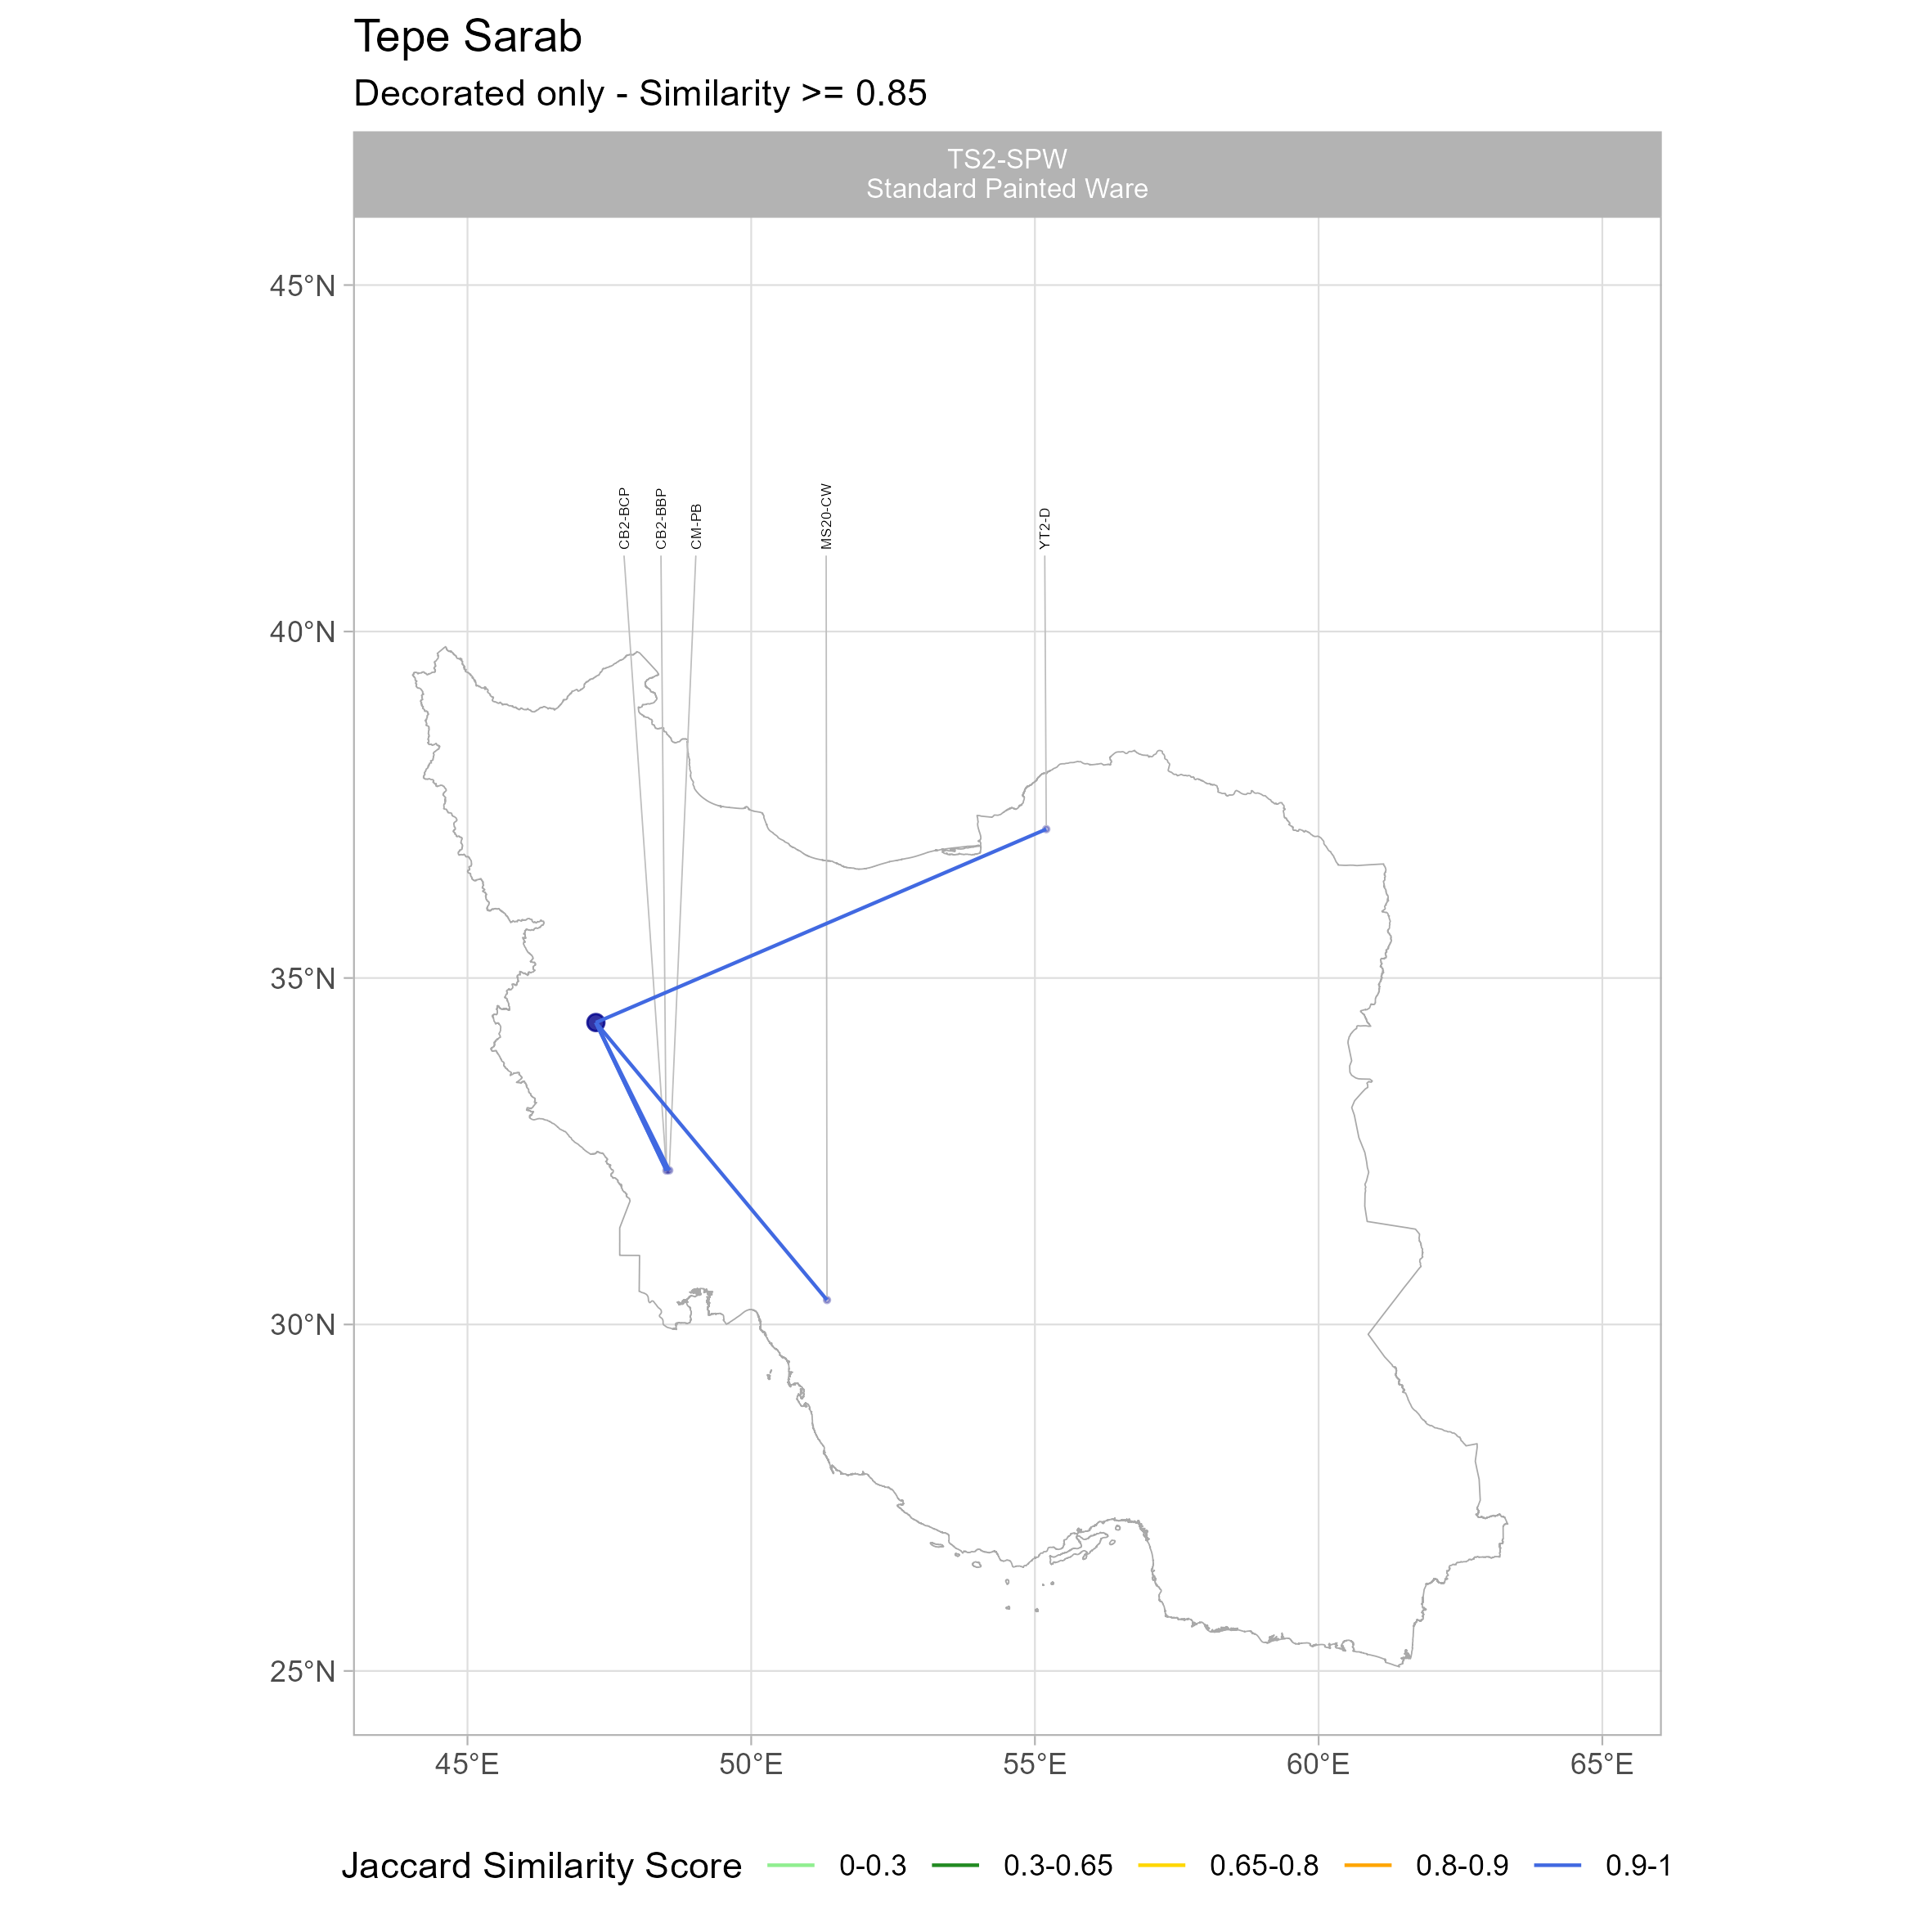 Tepe Sarab
Decorated only - Similarity >= 0.85
TS2-SPW
Standard Painted Ware
45°N
40°N
35°N
30°N
25°N
CB2-BCP
CB2-BBP
CM-PB
MS20-CW
YT2-D
45°E
50°E
55°E
60°E
65°E
Jaccard Similarity Score 0-0.3 0.3-0.65 0.65-0.8 0.8-0.9 0.9-1